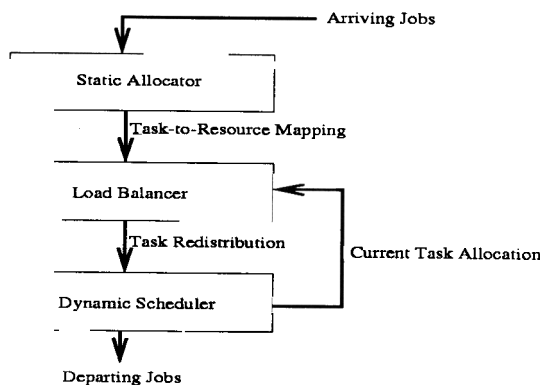 Arriving Jobs
Static Allocator
Task-to-Resource Mapping
Load Balancer
Task Redistribution
Current Task Allocation
Dynamic Scheduler
Departing Jobs